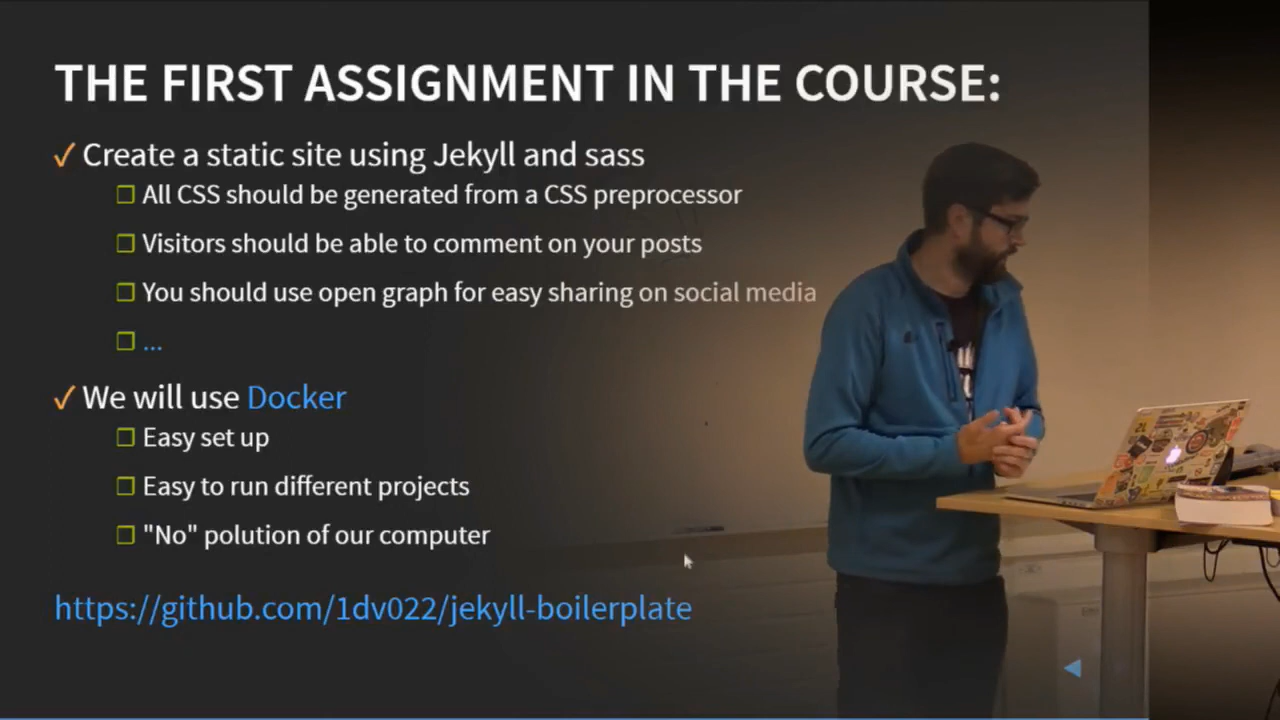 THE FIRST ASSIGNMENT IN THE COURSE:
✓ Create a static site using Jekyll and sass
❒ All CSS should be generated from a CSS preprocessor
❒ Visitors should be able to comment on your posts
❒ You should use open graph for easy sharing on social media
❒ ...
✓ We will use Docker
❒ Easy set up
❒ Easy to run different projects
❒ "No" polution of our computer
https://github.com/1dv022/jekyll-boilerplate